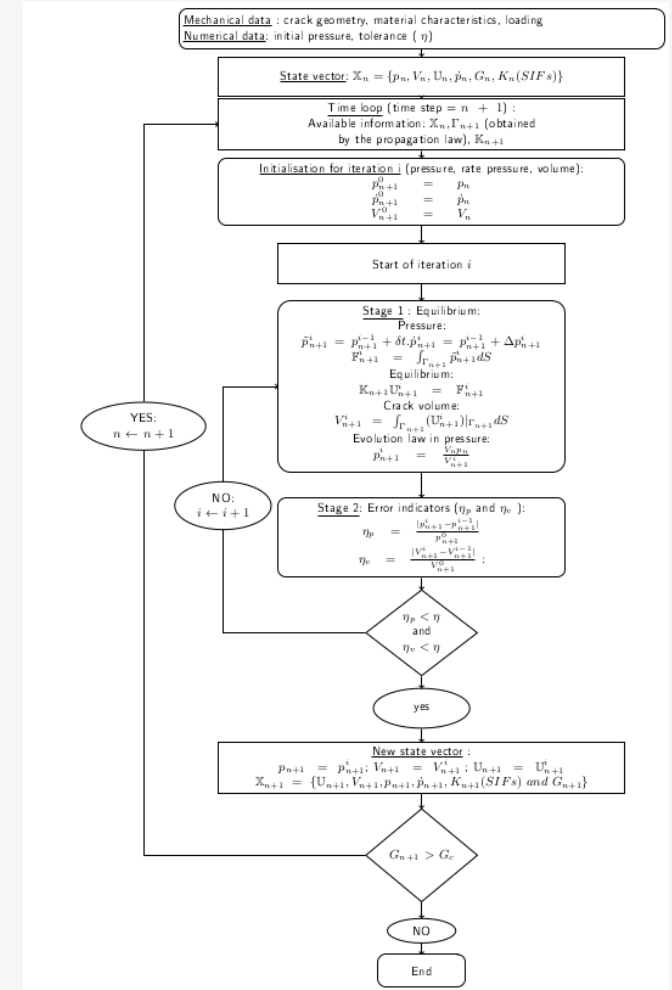 Mechanical data : crack geometry, material characteristics, loading
Numerical data: initial pressure, tolerance ( η)
State vector: 𝕏ₙ = {pₙ, Vₙ, 𝕌ₙ, ṗₙ, Gₙ, Kₙ(SIFs)}
Time loop (time step = n + 1) :
Available information: 𝕏ₙ,Γₙ₊₁ (obtained
by the propagation law), 𝕂ₙ₊₁
Initialisation for iteration i (pressure, rate pressure, volume):
p⁰ₙ₊₁ = pₙ
ṗ⁰ₙ₊₁ = ṗₙ
V⁰ₙ₊₁ = Vₙ
Start of iteration i
Stage 1 : Equilibrium:
Pressure:
p̃ⁱₙ₊₁ = pⁱ⁻¹ₙ₊₁ + δt.ṗⁱₙ₊₁ = pⁱ⁻¹ₙ₊₁ + Δpⁱₙ₊₁
𝔽ⁱₙ₊₁ = ∫_Γₙ₊₁ p̃ⁱₙ₊₁dS
Equilibrium:
𝕂ₙ₊₁𝕌ⁱₙ₊₁ = 𝔽ⁱₙ₊₁
Crack volume:
Vⁱₙ₊₁ = ∫_Γₙ₊₁ (𝕌ⁱₙ₊₁)|_Γₙ₊₁ dS
Evolution law in pressure:
pⁱₙ₊₁ = Vₙpₙ / Vⁱₙ₊₁
YES:
n ← n + 1
NO:
i ← i + 1
Stage 2: Error indicators (ηₚ and ηᵥ ):
ηₚ = |pⁱₙ₊₁−pⁱ⁻¹ₙ₊₁| / p⁰ₙ₊₁
ηᵥ = |Vⁱₙ₊₁−Vⁱ⁻¹ₙ₊₁| / V⁰ₙ₊₁ :
ηₚ < η
and
ηᵥ < η
yes
New state vector :
pₙ₊₁ = pⁱₙ₊₁; Vₙ₊₁ = Vⁱₙ₊₁ ; 𝕌ₙ₊₁ = 𝕌ⁱₙ₊₁
𝕏ₙ₊₁ = {𝕌ₙ₊₁, Vₙ₊₁, pₙ₊₁, ṗₙ₊₁, Kₙ₊₁(SIFs) and Gₙ₊₁}
Gₙ₊₁ > G_c
NO
End